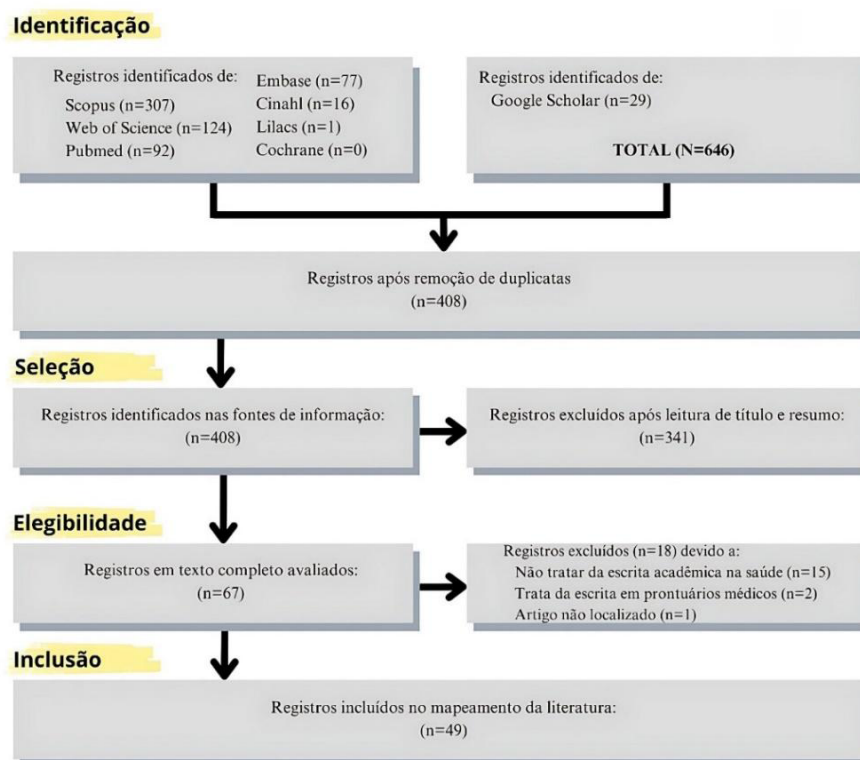 Identificação
Registros identificados de:
Scopus (n=307)
Web of Science (n=124)
Pubmed (n=92)
Embase (n=77)
Cinahl (n=16)
Lilacs (n=1)
Cochrane (n=0)
Registros identificados de:
Google Scholar (n=29)
TOTAL (N=646)
Registros após remoção de duplicatas
(n=408)
Seleção
Registros identificados nas fontes de informação:
(n=408)
Registros excluídos após leitura de título e resumo:
(n=341)
Elegibilidade
Registros em texto completo avaliados:
(n=67)
Registros excluídos (n=18) devido a:
Não tratar da escrita acadêmica na saúde (n=15)
Trata da escrita em prontuários médicos (n=2)
Artigo não localizado (n=1)
Inclusão
Registros incluídos no mapeamento da literatura:
(n=49)